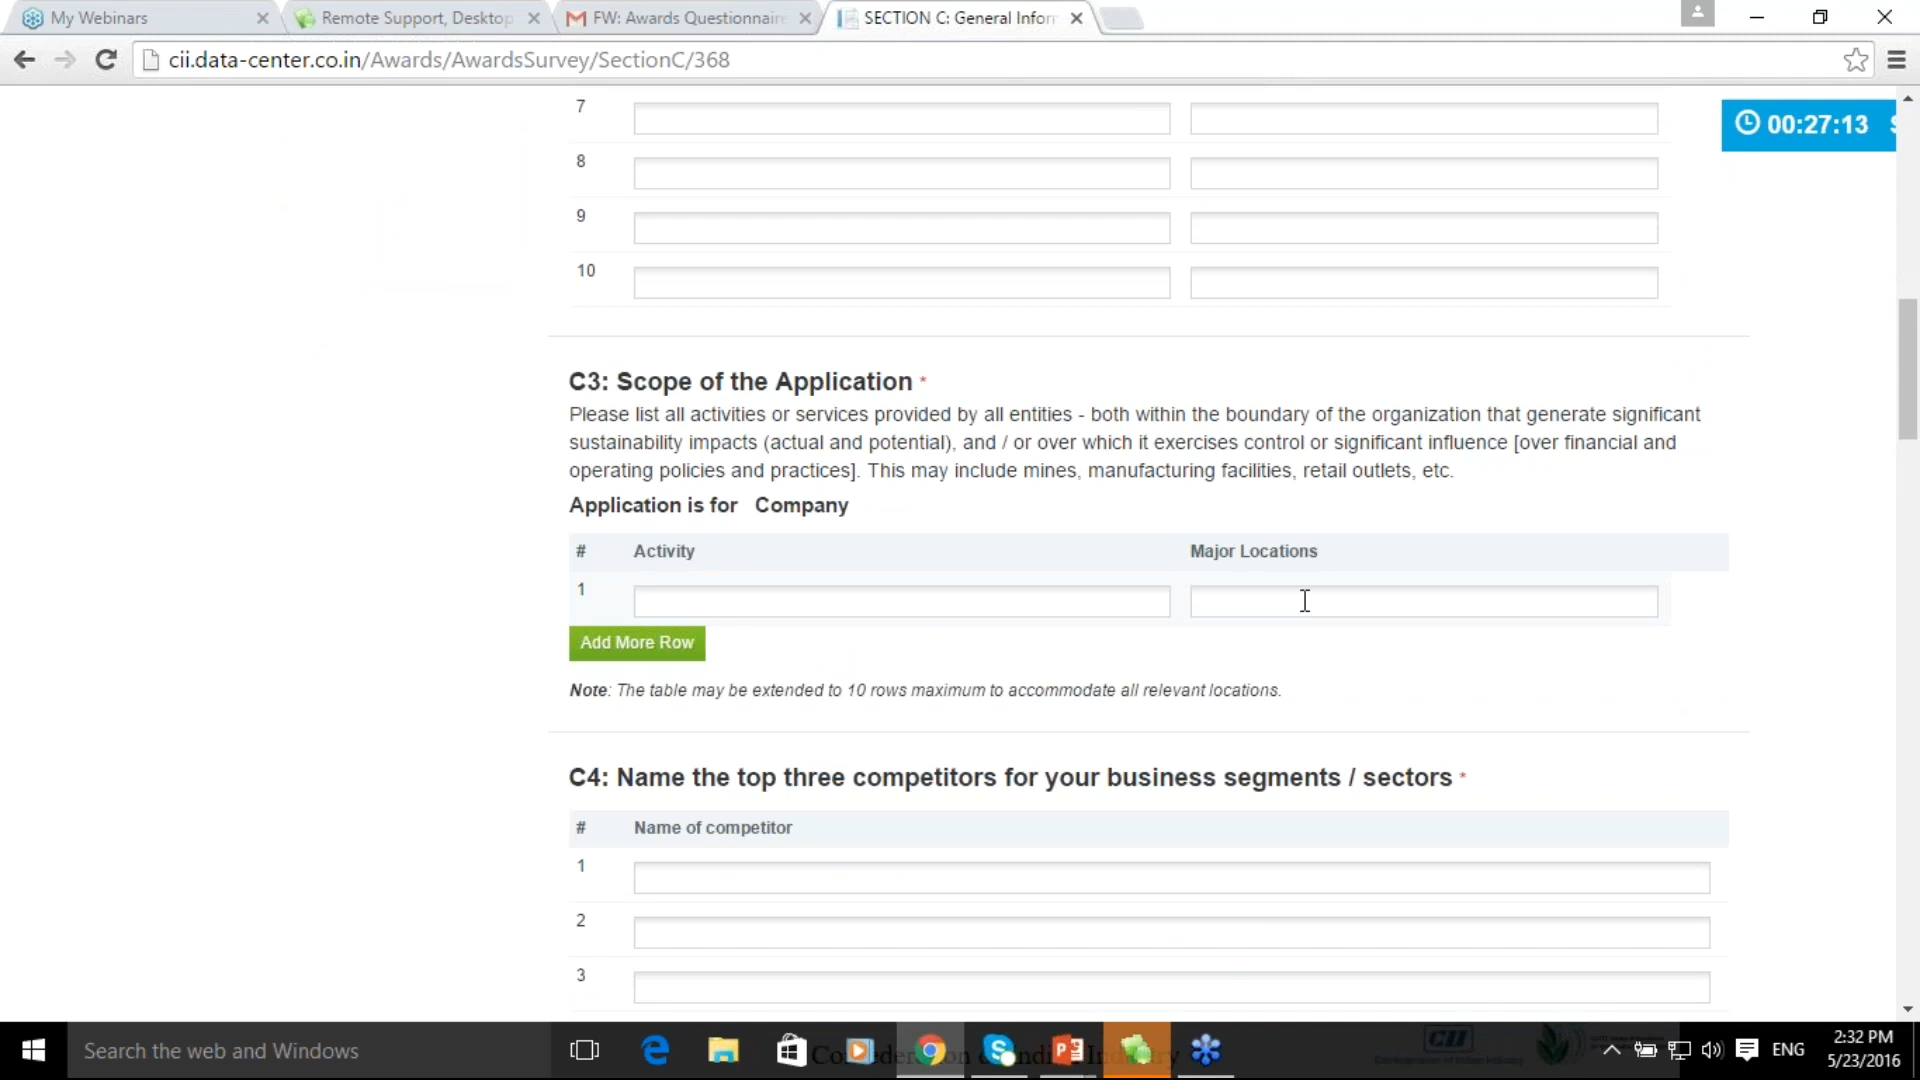 My Webinars
Remote Support, Desktop
FW: Awards Questionnaire
SECTION C: General Infor
cii.data-center.co.in/Awards/AwardsSurvey/SectionC/368
00:27:13
7
8
9
10
C3: Scope of the Application *
Please list all activities or services provided by all entities - both within the boundary of the organization that generate significant
sustainability impacts (actual and potential), and / or over which it exercises control or significant influence [over financial and
operating policies and practices]. This may include mines, manufacturing facilities, retail outlets, etc.
Application is for Company
# Activity Major Locations
1
Add More Row
Note: The table may be extended to 10 rows maximum to accommodate all relevant locations.
C4: Name the top three competitors for your business segments / sectors *
# Name of competitor
1
2
3
Search the web and Windows
ENG
2:32 PM
5/23/2016